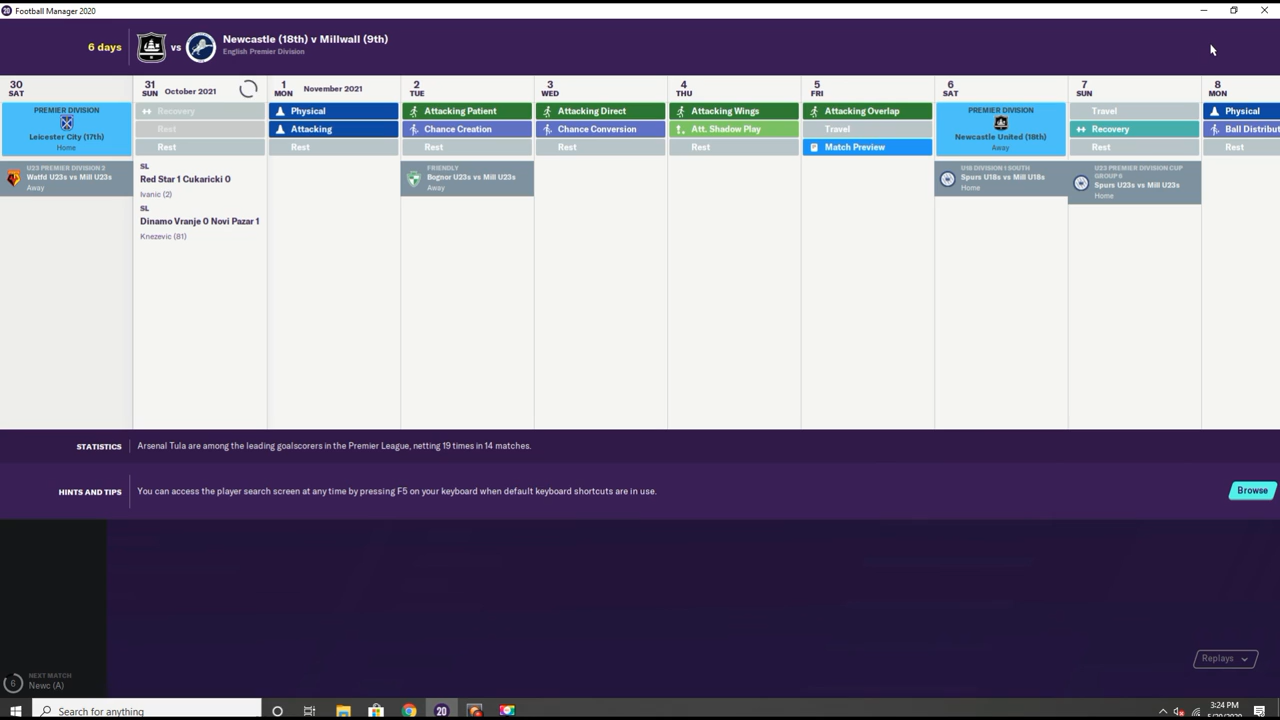 20 Football Manager 2020
6 days
vs
Newcastle (18th) v Millwall (9th)
English Premier Division
30
SAT
31
SUN
October 2021
1
MON
November 2021
2
TUE
3
WED
4
THU
5
FRI
6
SAT
7
SUN
8
MON
PREMIER DIVISION
Leicester City (17th)
Home
U23 PREMIER DIVISION 2
Watfd U23s vs Mill U23s
Away
Recovery
Rest
Rest
SL
Red Star 1 Cukaricki 0
Ivanic (2)
SL
Dinamo Vranje 0 Novi Pazar 1
Knezevic (81)
Physical
Attacking
Rest
Attacking Patient
Chance Creation
Rest
FRIENDLY
Bognor U23s vs Mill U23s
Away
Attacking Direct
Chance Conversion
Rest
Attacking Wings
Att. Shadow Play
Rest
Attacking Overlap
Travel
Match Preview
PREMIER DIVISION
Newcastle United (18th)
Away
U18 DIVISION 1 SOUTH
Spurs U18s vs Mill U18s
Home
Travel
Recovery
Rest
U23 PREMIER DIVISION CUP
GROUP 6
Spurs U23s vs Mill U23s
Home
Physical
Ball Distribut
Rest
STATISTICS
Arsenal Tula are among the leading goalscorers in the Premier League, netting 19 times in 14 matches.
HINTS AND TIPS
You can access the player search screen at any time by pressing F5 on your keyboard when default keyboard shortcuts are in use.
Browse
Replays
6
NEXT MATCH
Newc (A)
Search for anything
20
3:24 PM